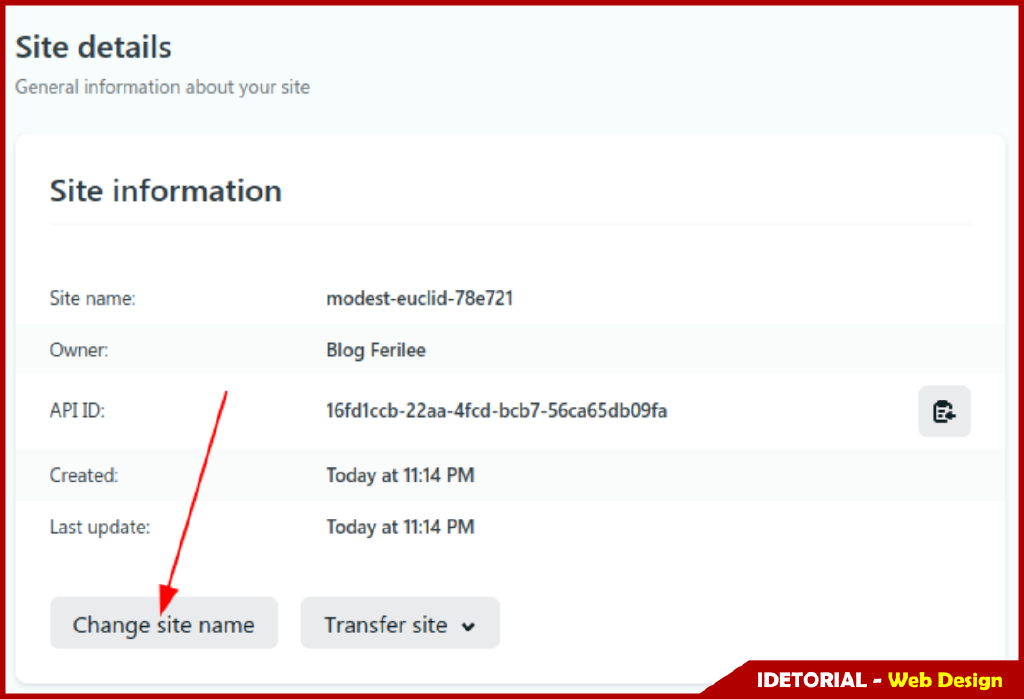 Site details
General information about your site
Site information
Site name: modest-euclid-78e721
Owner: Blog Ferilee
API ID: 16fd1ccb-22aa-4fcd-bcb7-56ca65db09fa
Created: Today at 11:14 PM
Last update: Today at 11:14 PM
Change site name Transfer site
IDETORIAL - Web Design